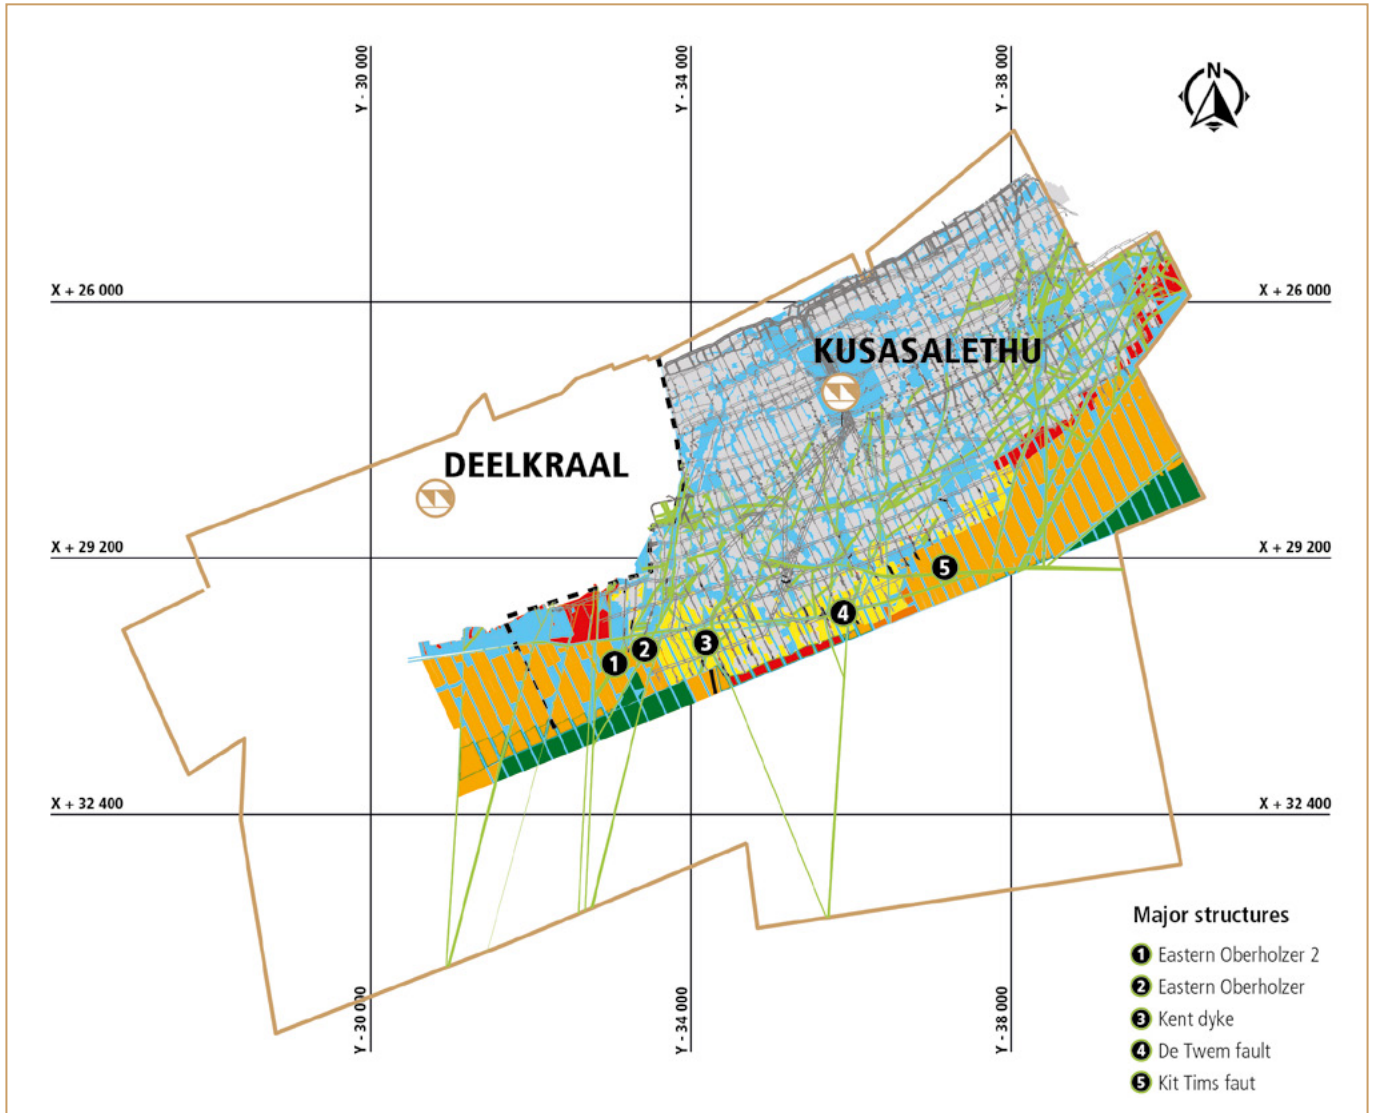 N
Y - 30 000
Y - 34 000
Y - 38 000
X + 26 000
X + 26 000
KUSASALETHU
DEELKRAAL
X + 29 200
X + 29 200
5
4
3
2
1
X + 32 400
X + 32 400
Y - 30 000
Y - 34 000
Y - 38 000
Major structures
1 Eastern Oberholzer 2
2 Eastern Oberholzer
3 Kent dyke
4 De Twem fault
5 Kit Tims faut